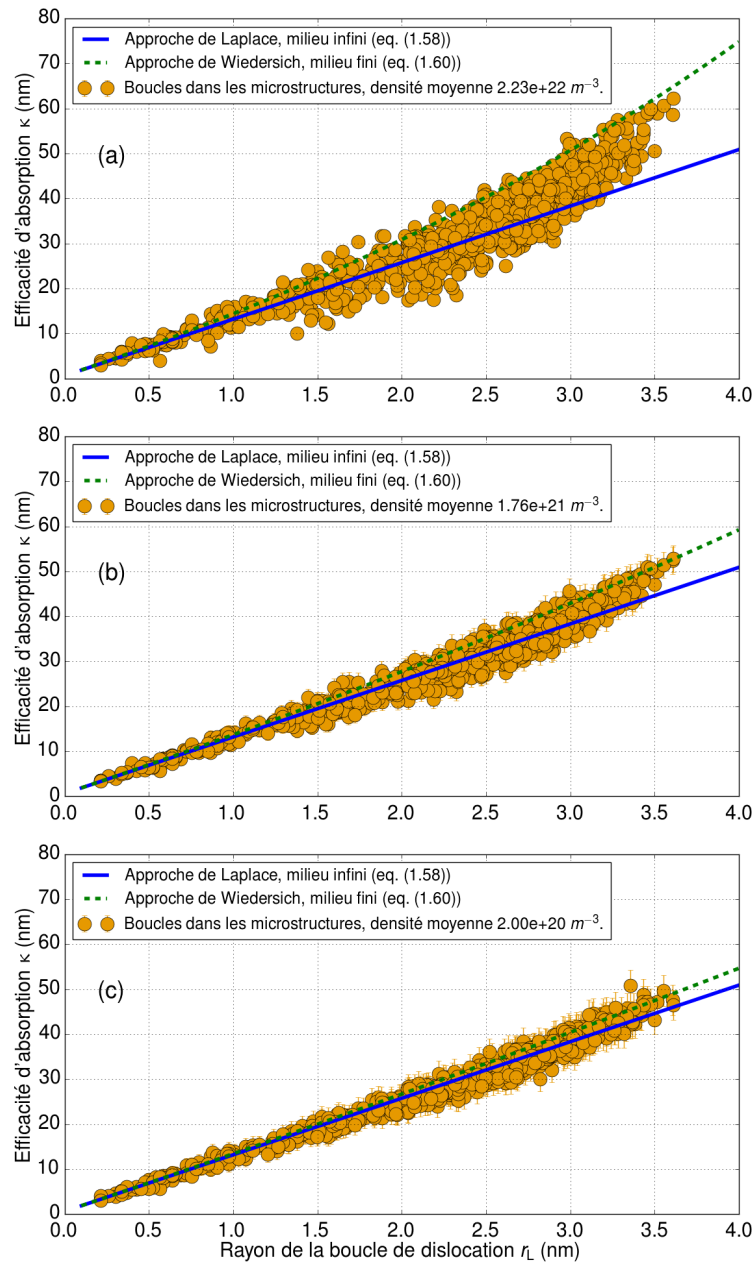 80
70
60
50
40
30
20
10
0
Efficacité d'absorption κ (nm)
Approche de Laplace, milieu infini (eq. (1.58))
Approche de Wiedersich, milieu fini (eq. (1.60))
Boucles dans les microstructures, densité moyenne 2.23e+22 m⁻³.
(a)
0.0 0.5 1.0 1.5 2.0 2.5 3.0 3.5 4.0
80
70
60
50
40
30
20
10
0
Efficacité d'absorption κ (nm)
Approche de Laplace, milieu infini (eq. (1.58))
Approche de Wiedersich, milieu fini (eq. (1.60))
Boucles dans les microstructures, densité moyenne 1.76e+21 m⁻³.
(b)
0.0 0.5 1.0 1.5 2.0 2.5 3.0 3.5 4.0
80
70
60
50
40
30
20
10
0
Efficacité d'absorption κ (nm)
Approche de Laplace, milieu infini (eq. (1.58))
Approche de Wiedersich, milieu fini (eq. (1.60))
Boucles dans les microstructures, densité moyenne 2.00e+20 m⁻³.
(c)
0.0 0.5 1.0 1.5 2.0 2.5 3.0 3.5 4.0
Rayon de la boucle de dislocation r_L (nm)